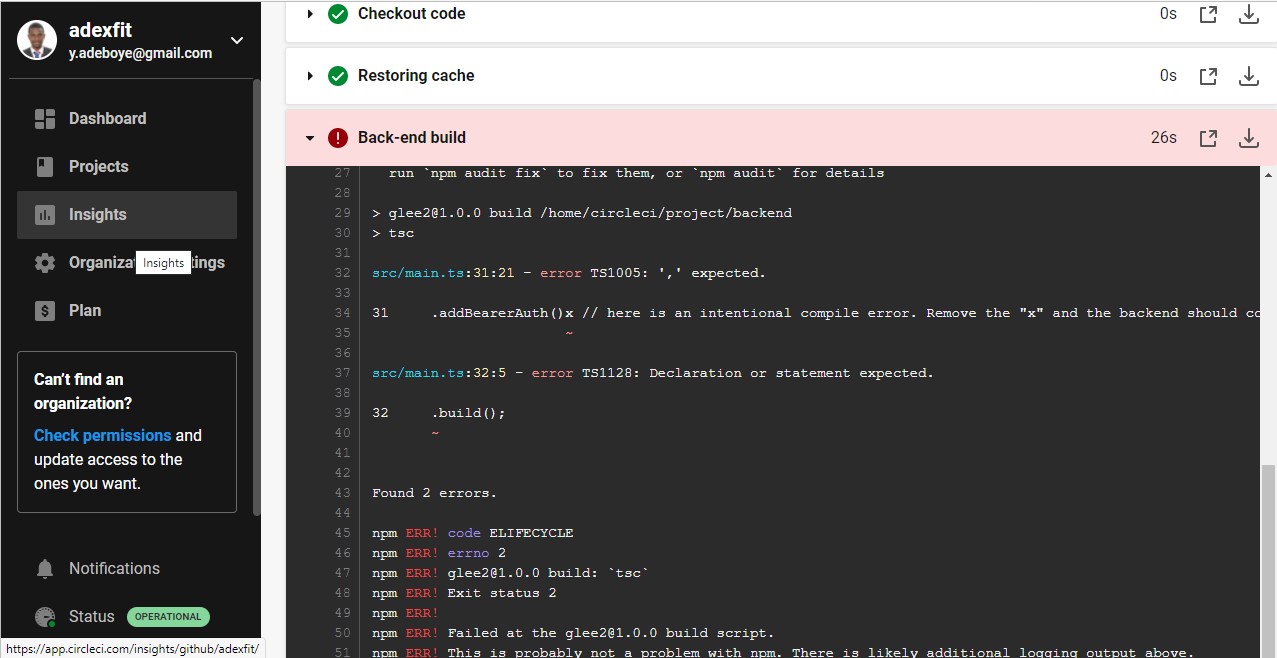 adexfit
y.adeboye@gmail.com
Dashboard
Projects
Insights
Organiza
tings
Insights
Plan
Can't find an
organization?
Check permissions and
update access to the
ones you want.
Notifications
Status OPERATIONAL
https://app.circleci.com/insights/github/adexfit/
Checkout code 0s
Restoring cache 0s
Back-end build 26s
27 run `npm audit fix` to fix them, or `npm audit` for details
28
29 > glee2@1.0.0 build /home/circleci/project/backend
30 > tsc
31
32 src/main.ts:31:21 - error TS1005: ',' expected.
33
34 31     .addBearerAuth()x // here is an intentional compile error. Remove the "x" and the backend should co
35 ~
36
37 src/main.ts:32:5 - error TS1128: Declaration or statement expected.
38
39 32     .build();
40 ~
41
42
43 Found 2 errors.
44
45 npm ERR! code ELIFECYCLE
46 npm ERR! errno 2
47 npm ERR! glee2@1.0.0 build: `tsc`
48 npm ERR! Exit status 2
49 npm ERR!
50 npm ERR! Failed at the glee2@1.0.0 build script.
51 npm ERR! This is probably not a problem with npm. There is likely additional logging output above.